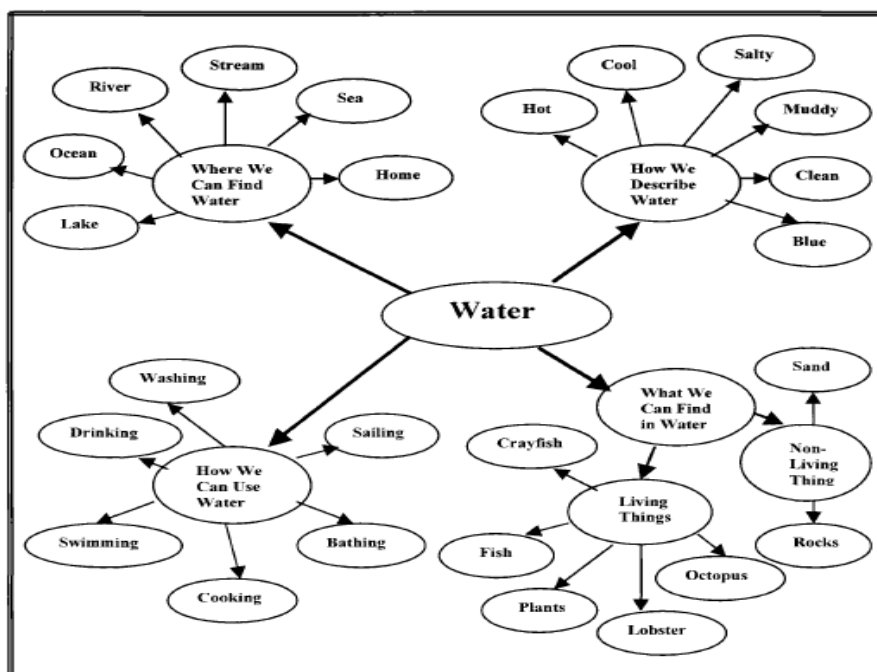 Stream
River
Sea
Ocean
Where We
Can Find
Water
Home
Lake
Salty
Cool
Hot
Muddy
How We
Describe
Water
Clean
Blue
Water
Washing
Drinking
Sailing
How We
Can Use
Water
Swimming
Bathing
Cooking
What We
Can Find
in Water
Sand
Non-
Living
Thing
Rocks
Crayfish
Living
Things
Fish
Octopus
Plants
Lobster